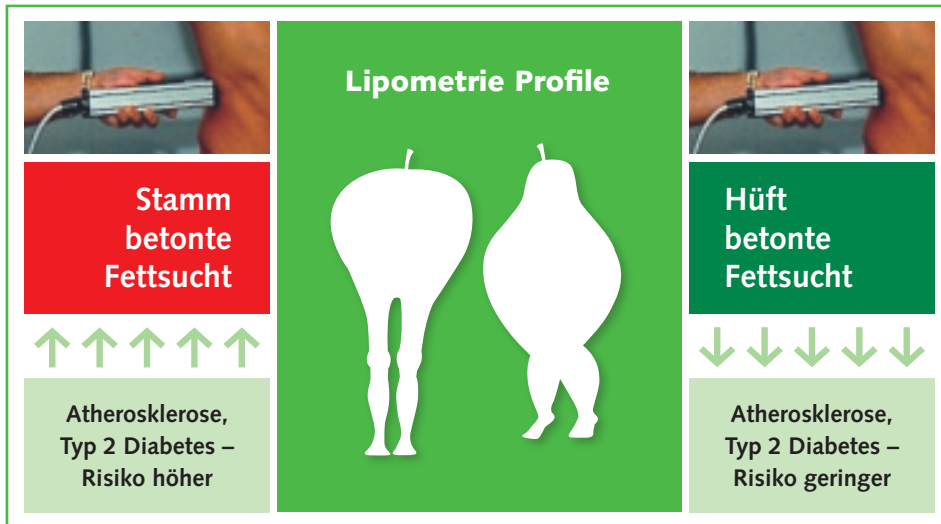 Lipometrie Profile
Stamm
betonte
Fettsucht
Atherosklerose,
Typ 2 Diabetes –
Risiko höher
Hüft
betonte
Fettsucht
Atherosklerose,
Typ 2 Diabetes –
Risiko geringer